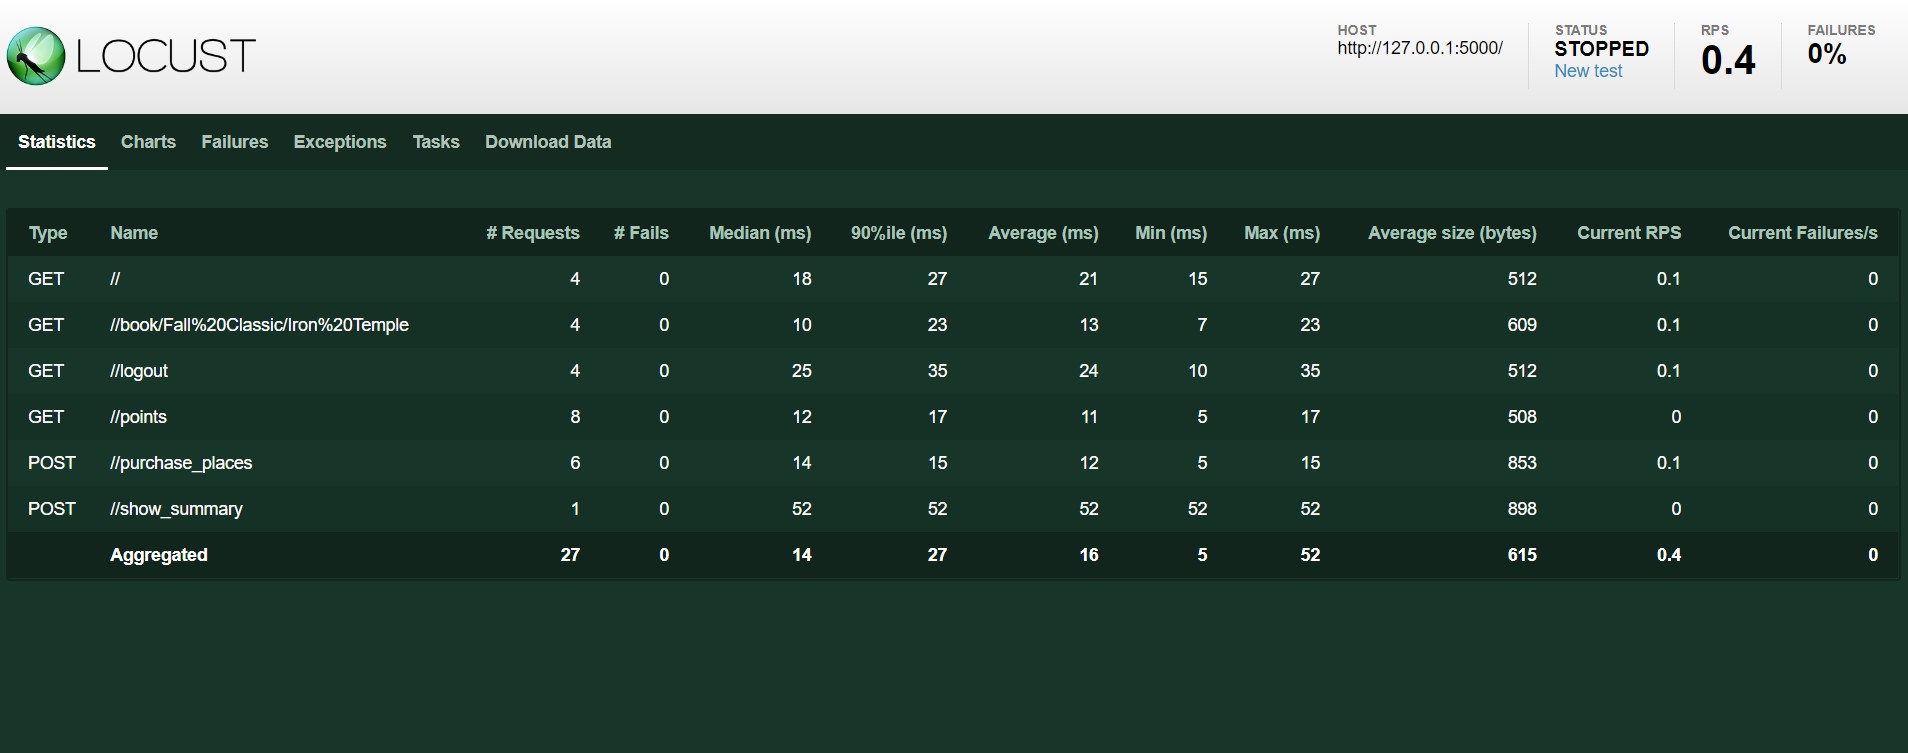 LOCUST
HOST
http://127.0.0.1:5000/
STATUS
STOPPED
New test
RPS
0.4
FAILURES
0%
Statistics Charts Failures Exceptions Tasks Download Data
Type Name # Requests # Fails Median (ms) 90%ile (ms) Average (ms) Min (ms) Max (ms) Average size (bytes) Current RPS Current Failures/s
GET // 4 0 18 27 21 15 27 512 0.1 0
GET //book/Fall%20Classic/Iron%20Temple 4 0 10 23 13 7 23 609 0.1 0
GET //logout 4 0 25 35 24 10 35 512 0.1 0
GET //points 8 0 12 17 11 5 17 508 0 0
POST //purchase_places 6 0 14 15 12 5 15 853 0.1 0
POST //show_summary 1 0 52 52 52 52 52 898 0 0
Aggregated 27 0 14 27 16 5 52 615 0.4 0